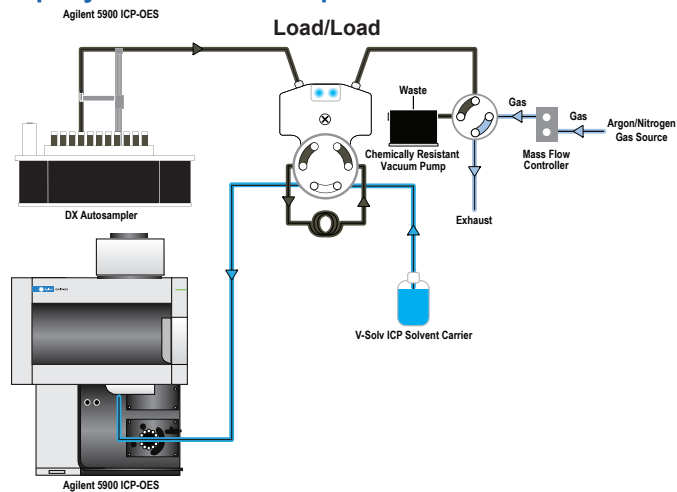 Agilent 5900 ICP-OES
Load/Load
Waste
Gas
Gas
Argon/Nitrogen
Gas Source
Chemically Resistant
Vacuum Pump
Mass Flow
Controller
Exhaust
DX Autosampler
V-Solv ICP Solvent Carrier
Agilent 5900 ICP-OES